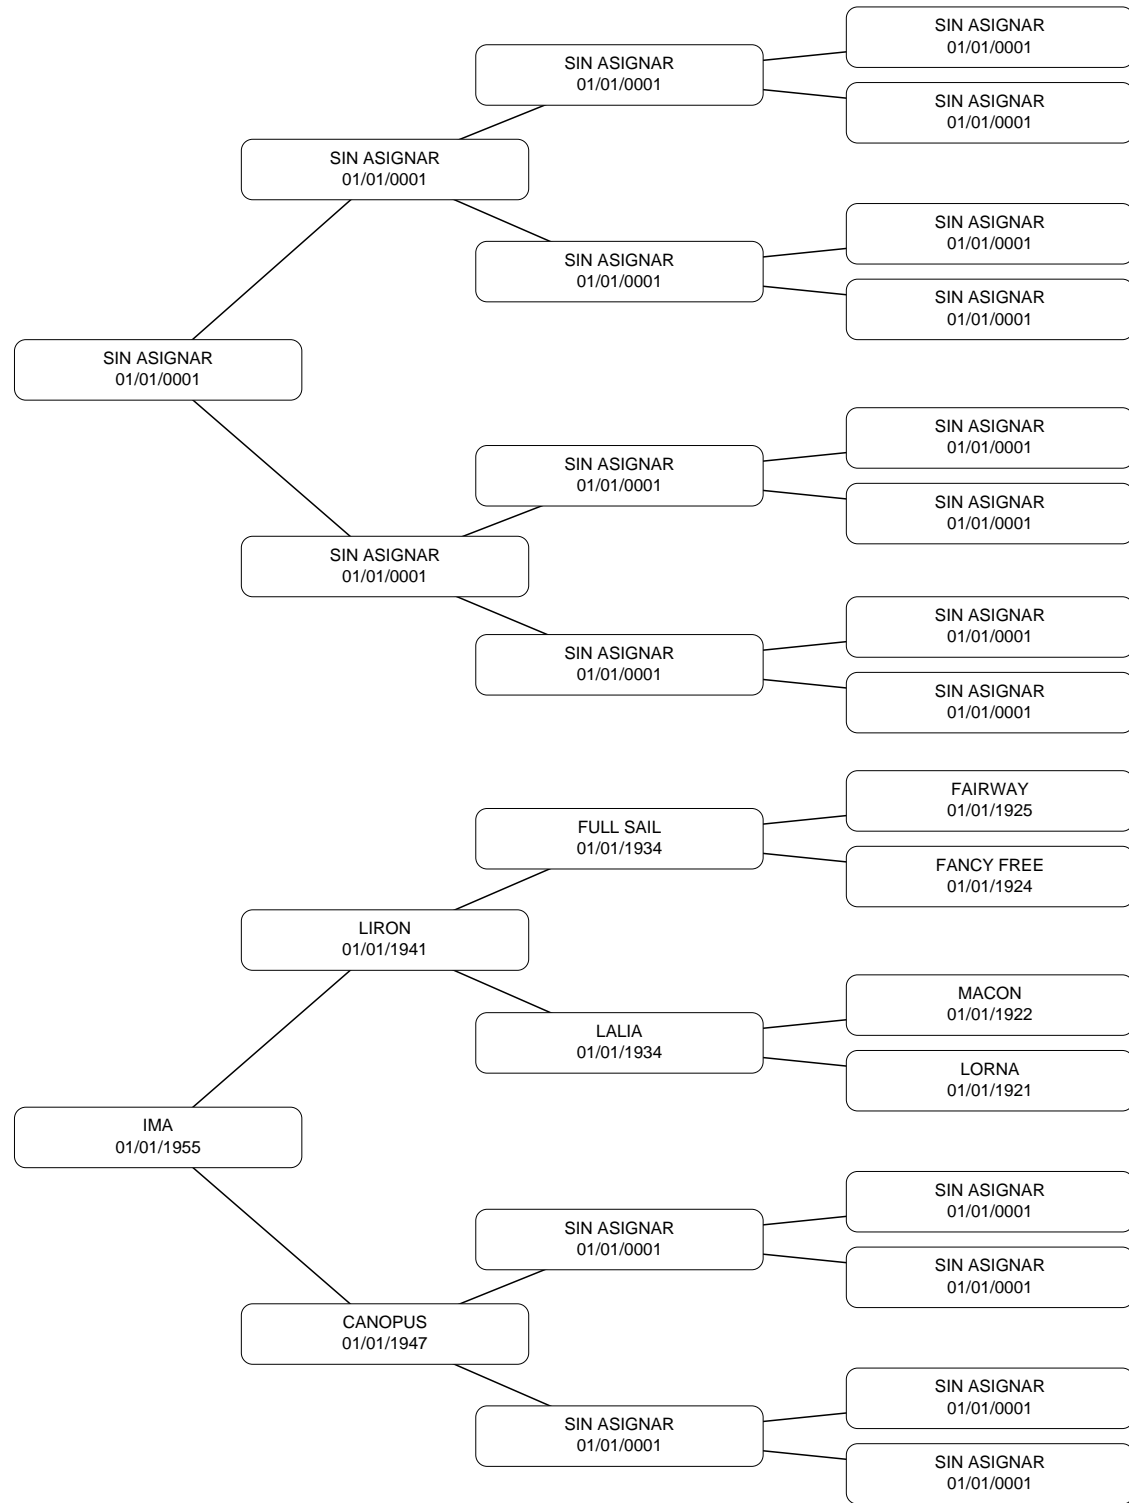 SIN ASIGNAR
01/01/0001
SIN ASIGNAR
01/01/0001
SIN ASIGNAR
01/01/0001
SIN ASIGNAR
01/01/0001
SIN ASIGNAR
01/01/0001
SIN ASIGNAR
01/01/0001
SIN ASIGNAR
01/01/0001
SIN ASIGNAR
01/01/0001
SIN ASIGNAR
01/01/0001
SIN ASIGNAR
01/01/0001
SIN ASIGNAR
01/01/0001
SIN ASIGNAR
01/01/0001
SIN ASIGNAR
01/01/0001
SIN ASIGNAR
01/01/0001
SIN ASIGNAR
01/01/0001
FAIRWAY
01/01/1925
FULL SAIL
01/01/1934
FANCY FREE
01/01/1924
LIRON
01/01/1941
MACON
01/01/1922
LALIA
01/01/1934
LORNA
01/01/1921
IMA
01/01/1955
SIN ASIGNAR
01/01/0001
SIN ASIGNAR
01/01/0001
SIN ASIGNAR
01/01/0001
CANOPUS
01/01/1947
SIN ASIGNAR
01/01/0001
SIN ASIGNAR
01/01/0001
SIN ASIGNAR
01/01/0001